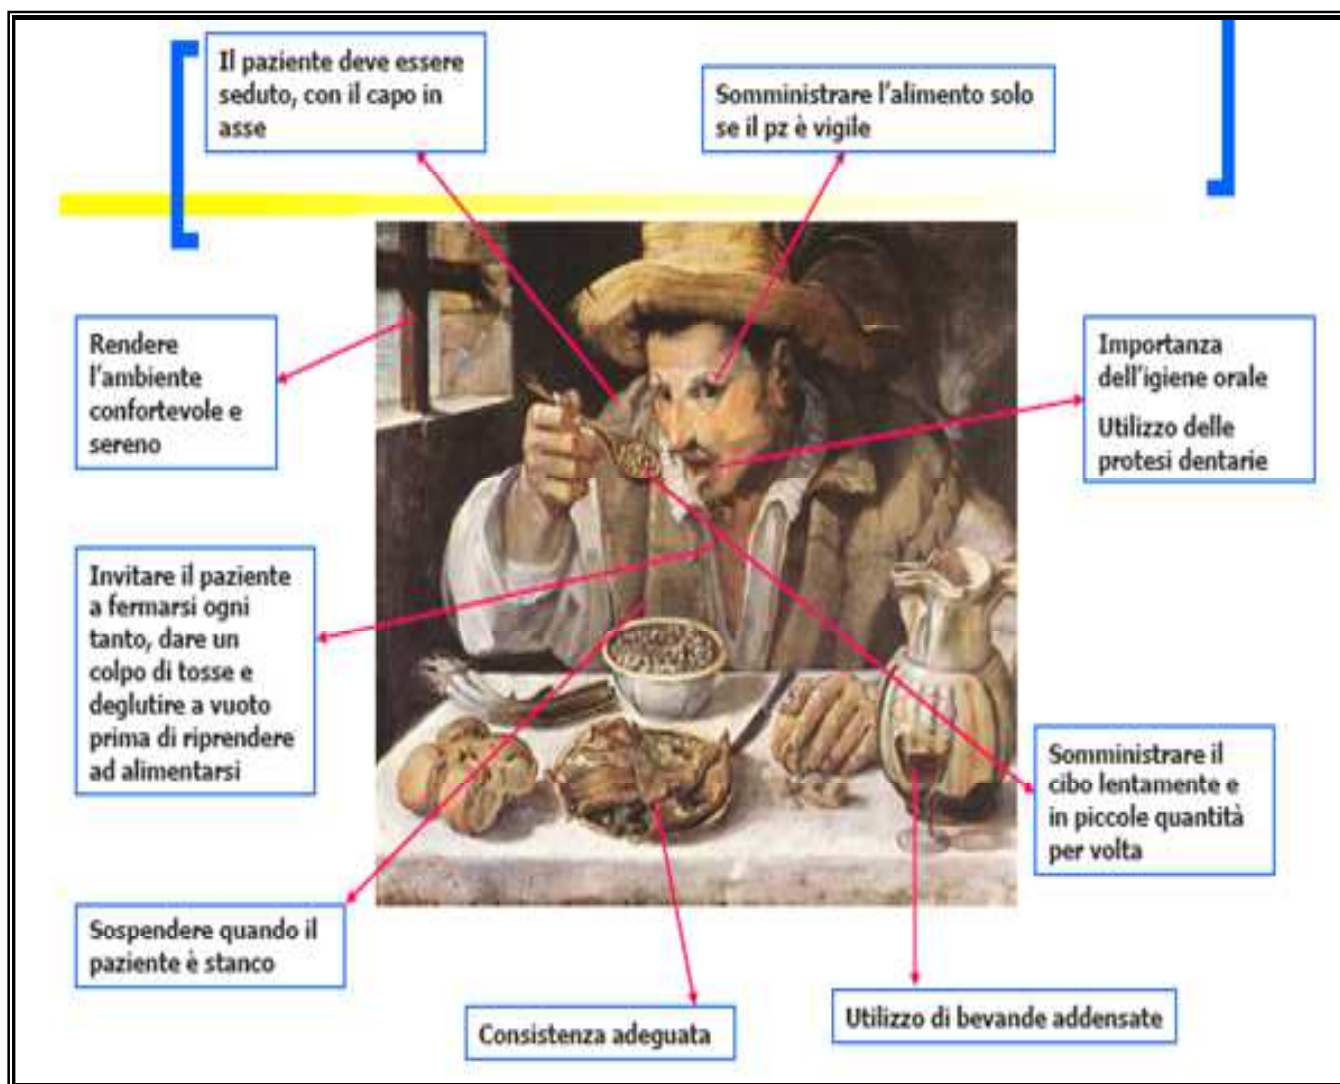 Il paziente deve essere
seduto, con il capo in
asse
Somministrare l'alimento solo
se il pz è vigile
Rendere
l'ambiente
confortevole e
sereno
Importanza
dell'igiene orale
Utilizzo delle
protesi dentarie
Invitare il paziente
a fermarsi ogni
tanto, dare un
colpo di tosse e
deglutire a vuoto
prima di riprendere
ad alimentarsi
Somministrare il
cibo lentamente e
in piccole quantità
per volta
Sospendere quando il
paziente è stanco
Consistenza adeguata
Utilizzo di bevande addensate